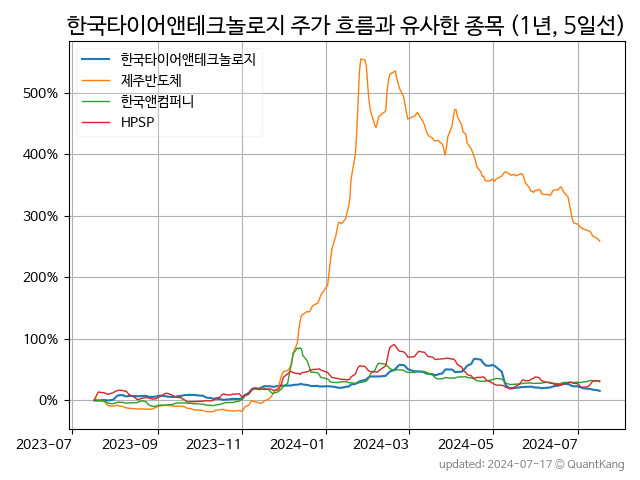 한국타이어앤테크놀로지 주가 흐름과 유사한 종목 (1년, 5일선)
한국타이어앤테크놀로지
제주반도체
한국앤컴퍼니
HPSP
500%
400%
300%
200%
100%
0%
2023-07 2023-09 2023-11 2024-01 2024-03 2024-05 2024-07
updated: 2024-07-17 © QuantKang